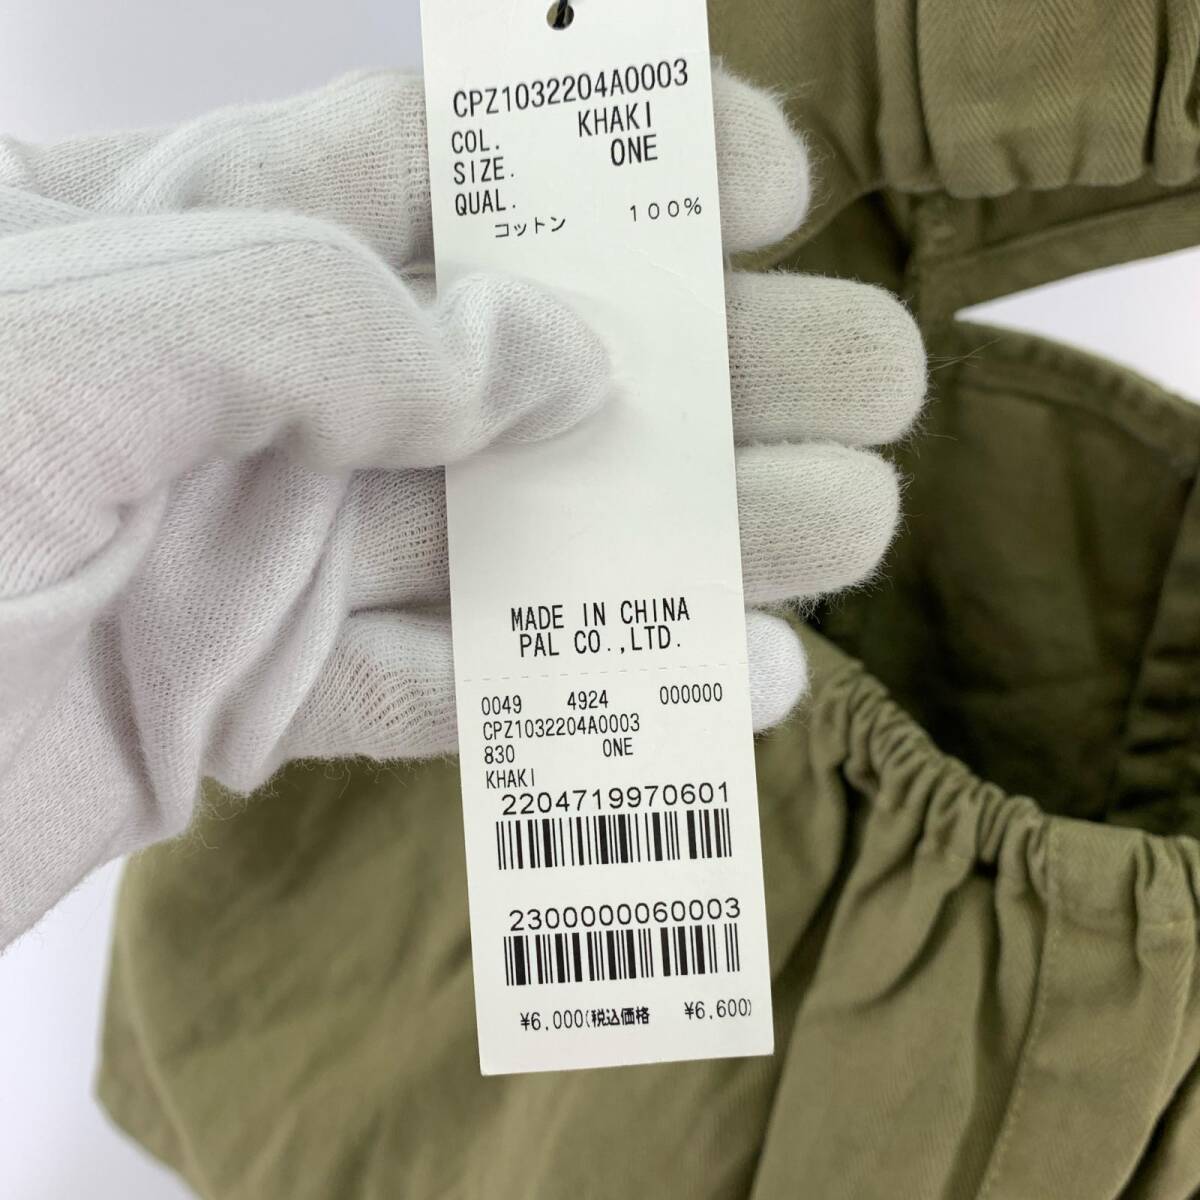 CPZ1032204A0003
COL. KHAKI
SIZE. ONE
QUAL.
コットン 100%
MADE IN CHINA
PAL CO.,LTD.
0049 4924 000000
CPZ1032204A0003
830 ONE
KHAKI
2204719970601
2300000060003
¥6,000(税込価格 ¥6,600)